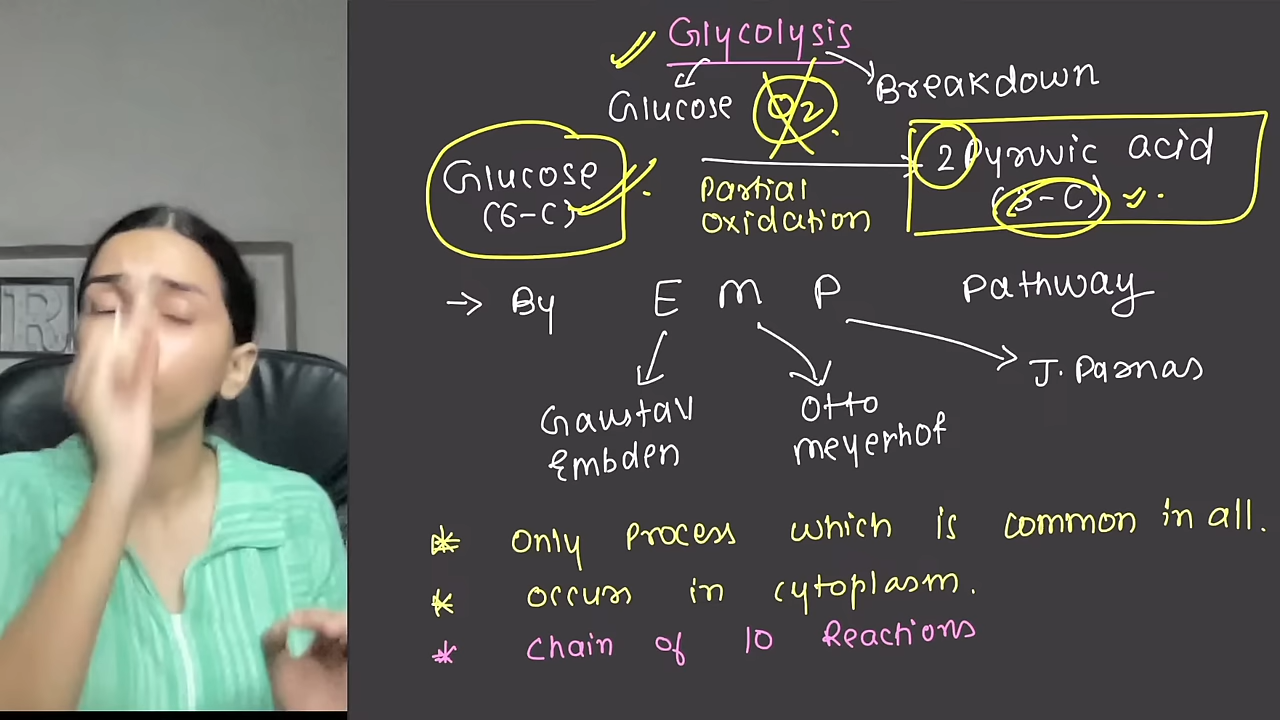 Glycolysis
Glucose O2 Breakdown
Glucose
(6-C)
Partial
oxidation
2 Pyruvic acid
(3-C)
→ By E M P Pathway
Gaustav
Embden
Otto
meyerhof
J. Parnas
* Only Process which is common in all.
* occurs in cytoplasm.
* Chain of 10 Reactions
R